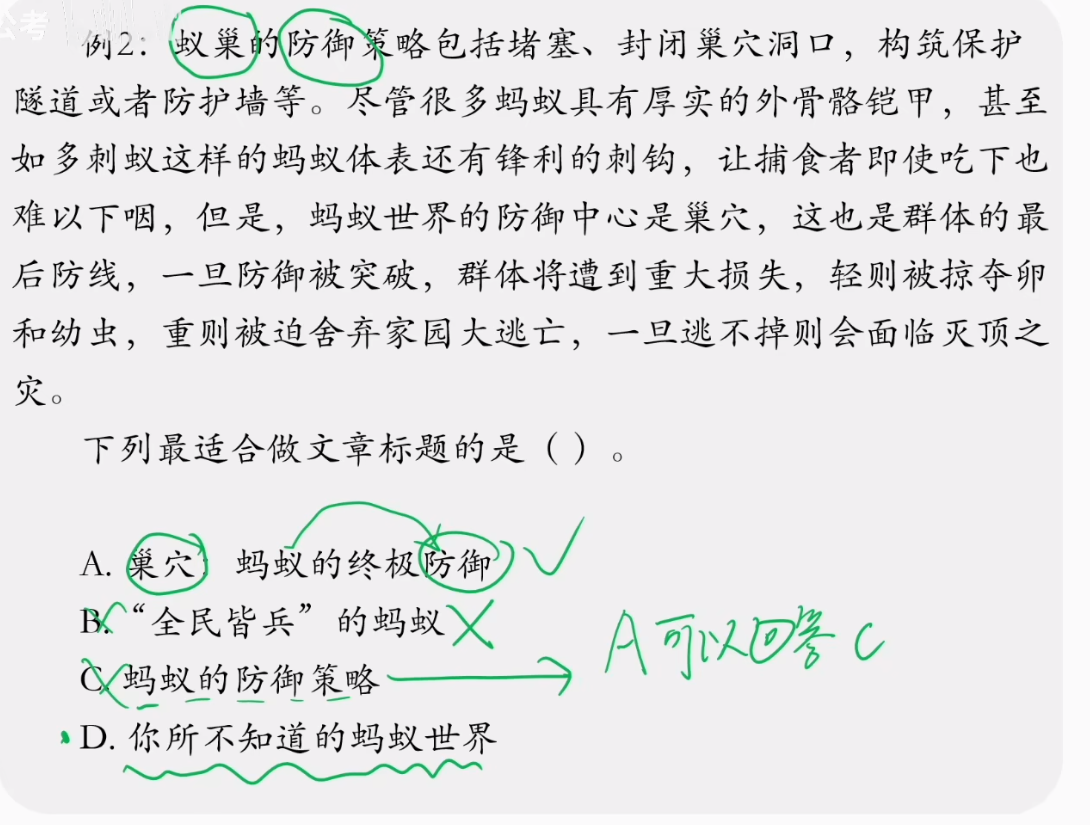 公考
例2：蚁巢的防御策略包括堵塞、封闭巢穴洞口，构筑保护
隧道或者防护墙等。尽管很多蚂蚁具有厚实的外骨骼铠甲，甚至
如多刺蚁这样的蚂蚁体表还有锋利的刺钩，让捕食者即使吃下也
难以下咽，但是，蚂蚁世界的防御中心是巢穴，这也是群体的最
后防线，一旦防御被突破，群体将遭到重大损失，轻则被掠夺卵
和幼虫，重则被迫舍弃家园大逃亡，一旦逃不掉则会面临灭顶之
灾。
下列最适合做文章标题的是（ ）。
A. 巢穴：蚂蚁的终极防御
B. “全民皆兵”的蚂蚁
C. 蚂蚁的防御策略
A可以回答C
D. 你所不知道的蚂蚁世界